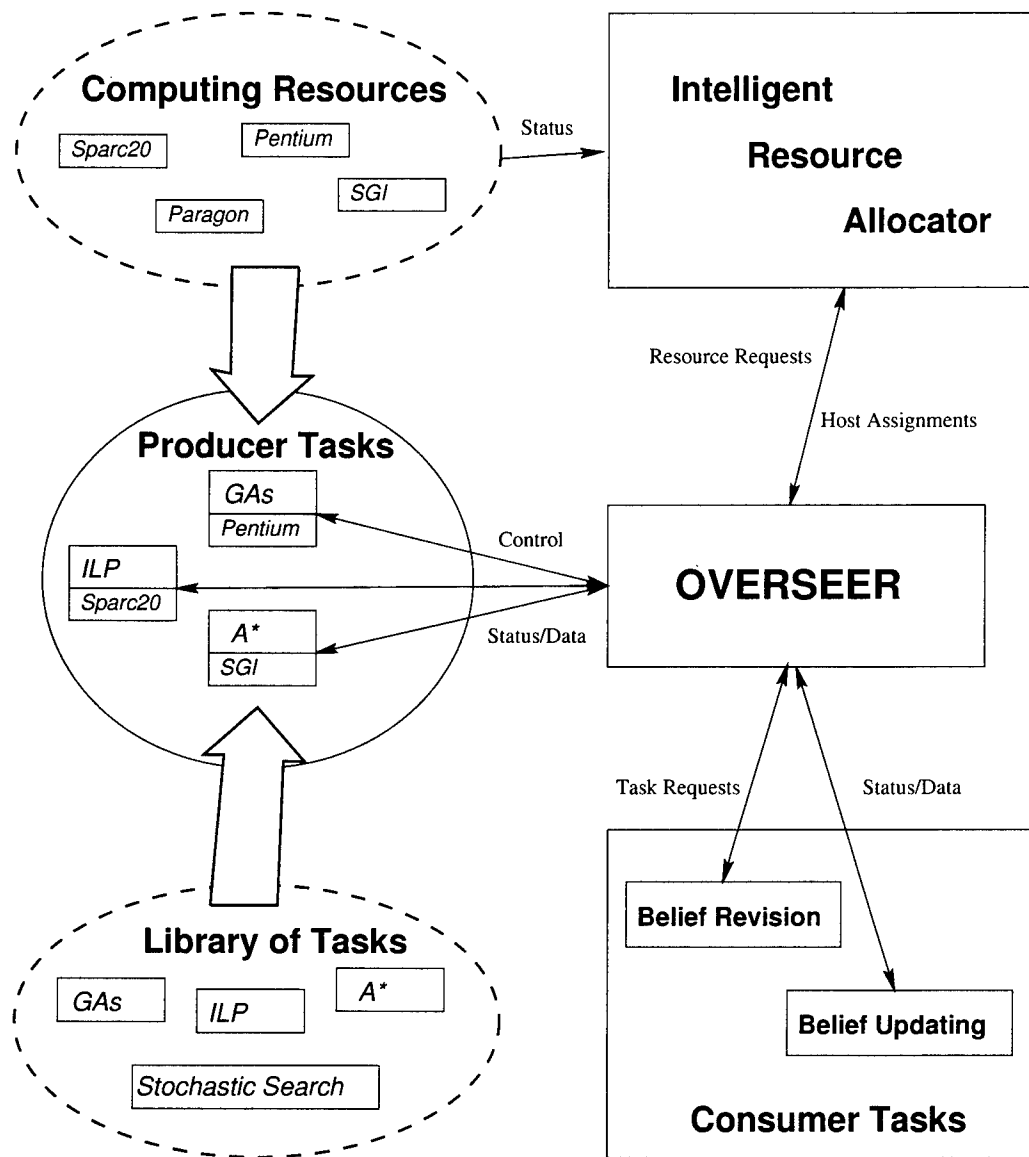 Computing Resources
Sparc20
Pentium
Paragon
SGI
Status
Intelligent
Resource
Allocator
Resource Requests
Host Assignments
Producer Tasks
GAs
Pentium
ILP
Sparc20
A*
SGI
Control
Status/Data
OVERSEER
Task Requests
Status/Data
Library of Tasks
GAs
ILP
A*
Stochastic Search
Belief Revision
Belief Updating
Consumer Tasks